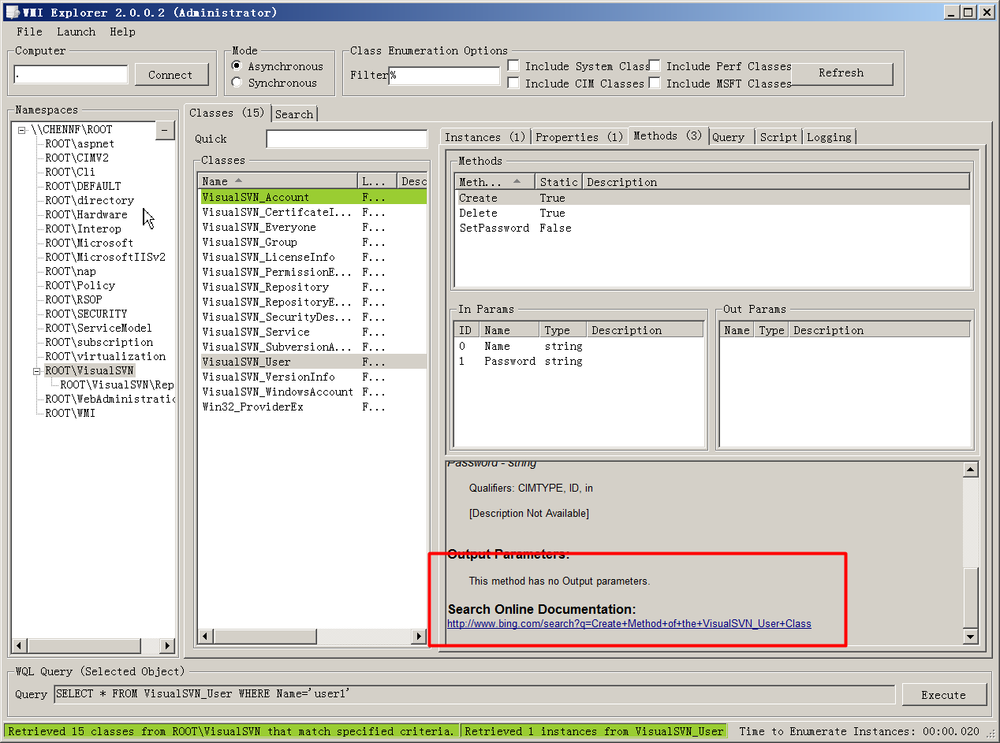 WMI Explorer 2.0.0.2 (Administrator)
File Launch Help
Computer
.
Connect
Mode
Asynchronous
Synchronous
Class Enumeration Options
Filter %
Include System Class
Include Perf Classes
Include CIM Classes
Include MSFT Classes
Refresh
Namespaces
\\CHENNF\ROOT
ROOT\aspnet
ROOT\CIMV2
ROOT\Cli
ROOT\DEFAULT
ROOT\directory
ROOT\Hardware
ROOT\Interop
ROOT\Microsoft
ROOT\MicrosoftIISv2
ROOT\nap
ROOT\Policy
ROOT\RSOP
ROOT\SECURITY
ROOT\ServiceModel
ROOT\subscription
ROOT\virtualization
ROOT\VisualSVN
ROOT\VisualSVN\Rep
ROOT\WebAdministratio
ROOT\WMI
Classes (15) Search
Quick
Classes
Name L... Desc
VisualSVN_Account F...
VisualSVN_CertifcateI... F...
VisualSVN_Everyone F...
VisualSVN_Group F...
VisualSVN_LicenseInfo F...
VisualSVN_PermissionE... F...
VisualSVN_Repository F...
VisualSVN_RepositoryE... F...
VisualSVN_SecurityDes... F...
VisualSVN_Service F...
VisualSVN_SubversionA... F...
VisualSVN_User F...
VisualSVN_VersionInfo F...
VisualSVN_WindowsAccount F...
Win32_ProviderEx F...
Instances (1) Properties (1) Methods (3) Query Script Logging
Methods
Meth... Static Description
Create True
Delete True
SetPassword False
In Params
ID Name Type Description
0 Name string
1 Password string
Out Params
Name Type Description
Password - string
Qualifiers: CIMTYPE, ID, in
[Description Not Available]
Output Parameters:
This method has no Output parameters.
Search Online Documentation:
http://www.bing.com/search?q=Create+Method+of+the+VisualSVN_User+Class
WQL Query (Selected Object)
Query SELECT * FROM VisualSVN_User WHERE Name='user1'
Execute
Retrieved 15 classes from ROOT\VisualSVN that match specified criteria. Retrieved 1 instances from VisualSVN_User Time to Enumerate Instances: 00:00.020